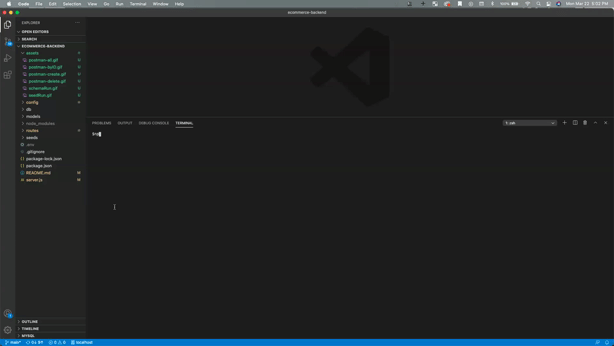 Code File Edit Selection View Go Run Terminal Window Help
100% Mon Mar 22 5:02 PM
ecommerce-backend
EXPLORER
OPEN EDITORS
SEARCH
ECOMMERCE-BACKEND
assets
postman-all.gif U
postman-byID.gif U
postman-create.gif U
postman-delete.gif U
schemaRun.gif U
seedRun.gif U
config
db
models
node_modules
routes
seeds
.env
.gitignore
package-lock.json
package.json
README.md M
server.js M
OUTLINE
TIMELINE
MYSQL
PROBLEMS OUTPUT DEBUG CONSOLE TERMINAL
1: zsh
main*
0 0
localhost